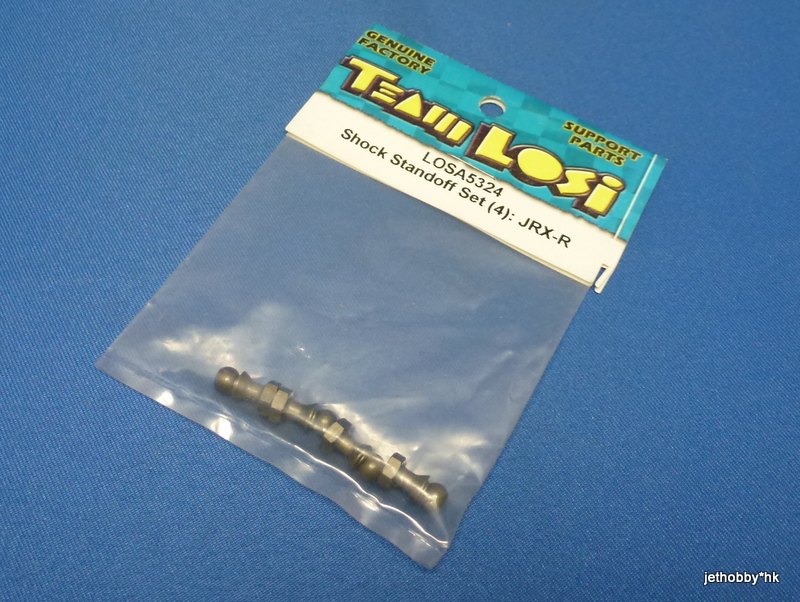 GENUINE
FACTORY
TEAM LOSi
SUPPORT
PARTS
LOSA5324
Shock Standoff Set (4): JRX-R
jethobby*hk